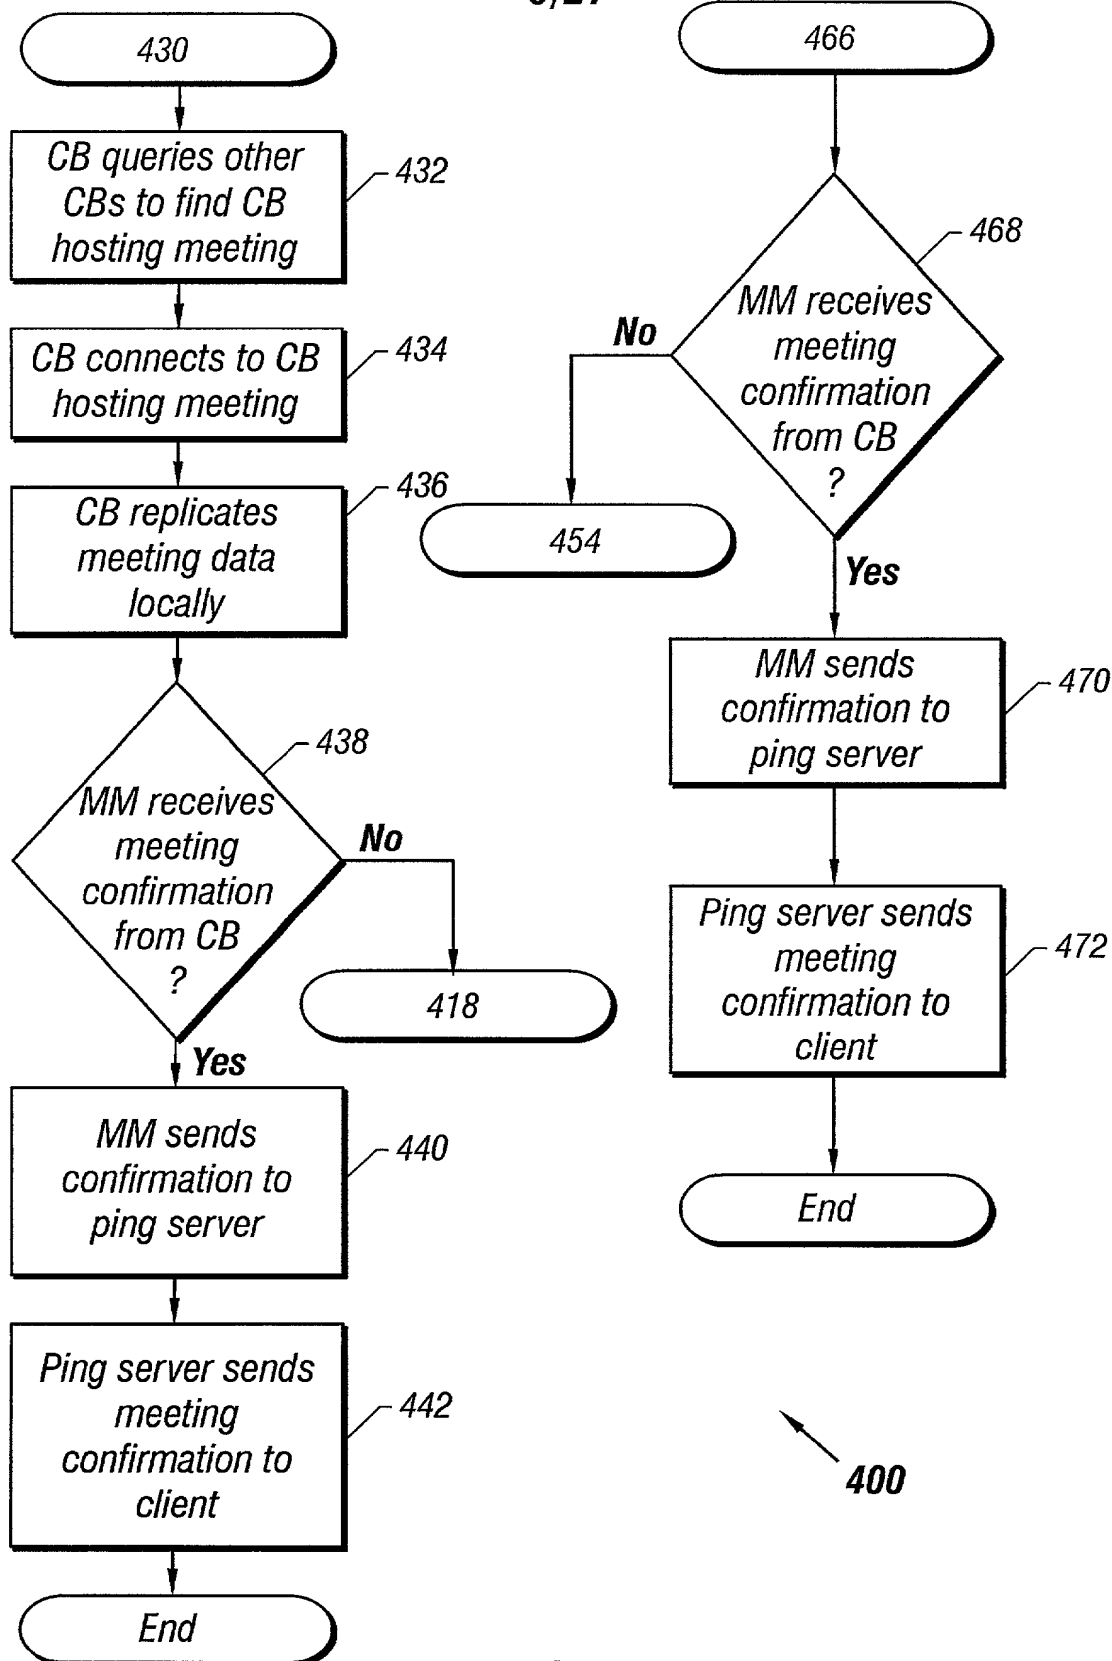 430
CB queries other
CBs to find CB
hosting meeting
432
CB connects to CB
hosting meeting
434
CB replicates
meeting data
locally
436
MM receives
meeting
confirmation
from CB
?
438
No
418
Yes
MM sends
confirmation to
ping server
440
Ping server sends
meeting
confirmation to
client
442
End
466
MM receives
meeting
confirmation
from CB
?
468
No
454
Yes
MM sends
confirmation to
ping server
470
Ping server sends
meeting
confirmation to
client
472
End
400